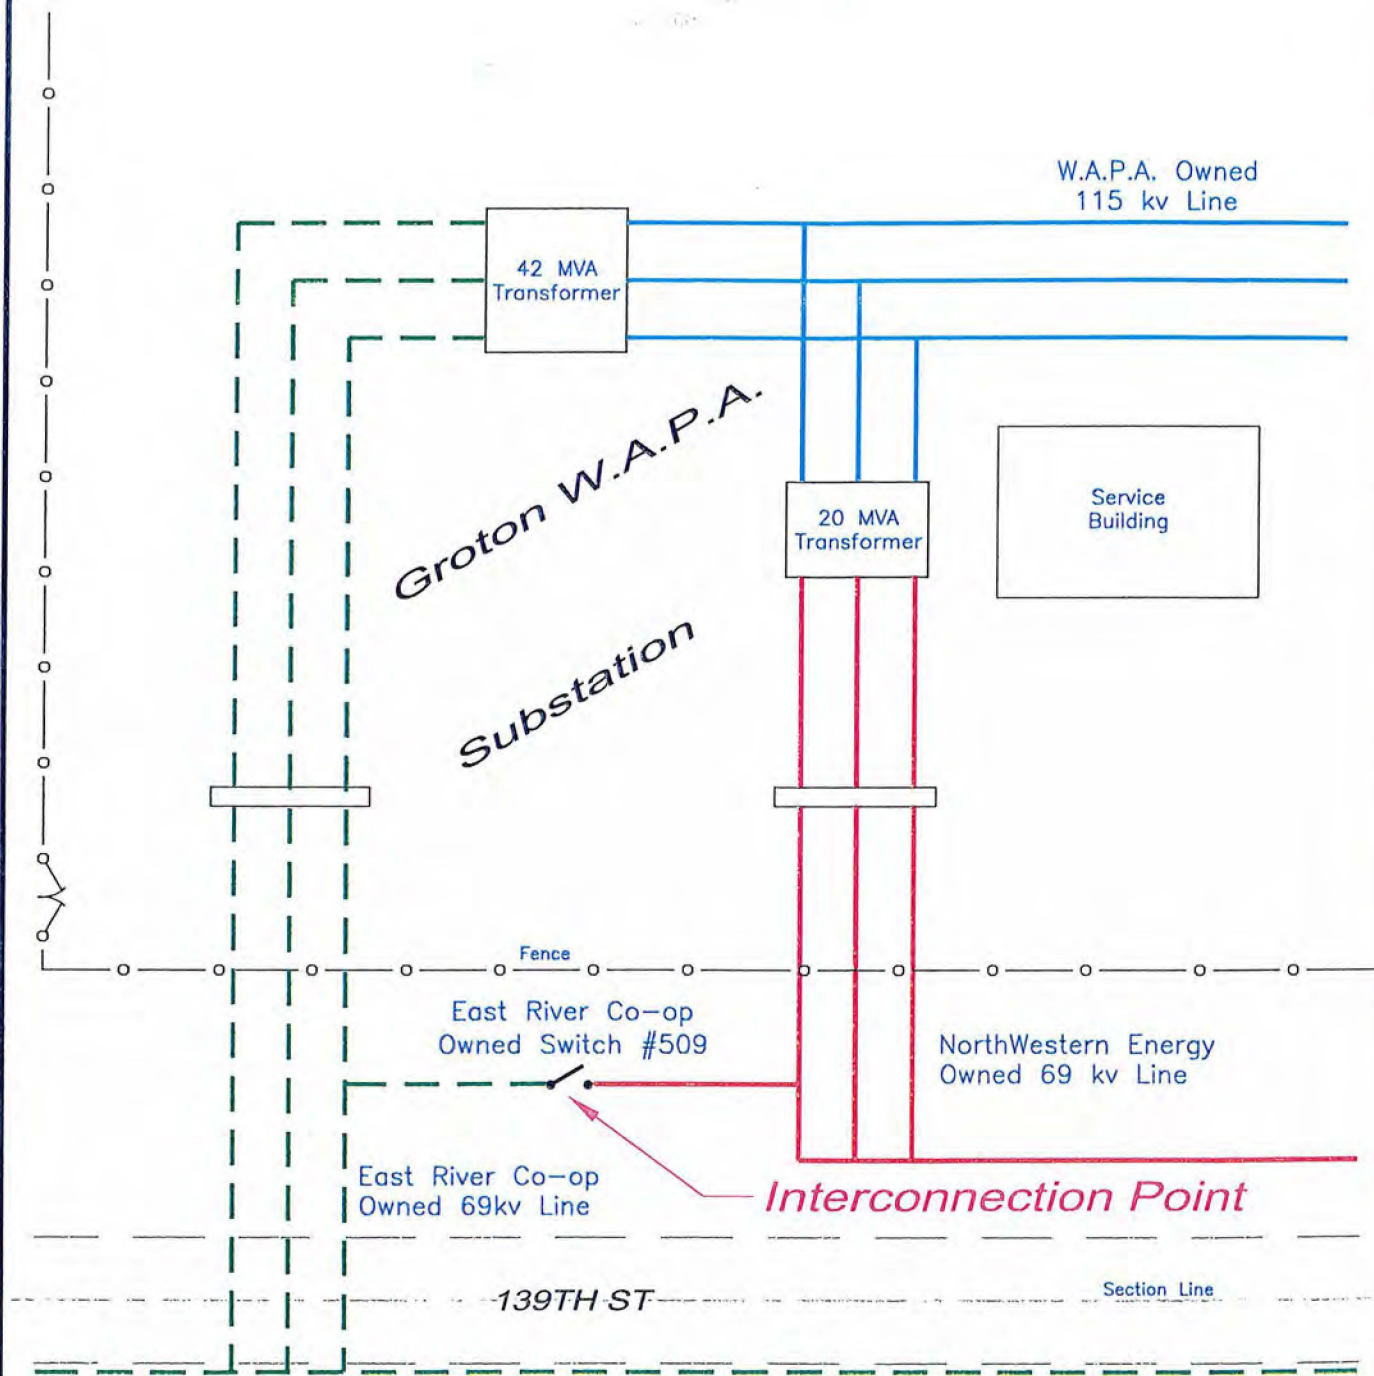 W.A.P.A. Owned
115 kv Line
42 MVA
Transformer
Groton W.A.P.A.
Substation
20 MVA
Transformer
Service
Building
Fence
East River Co-op
Owned Switch #509
NorthWestern Energy
Owned 69 kv Line
East River Co-op
Owned 69kv Line
Interconnection Point
139TH ST
Section Line